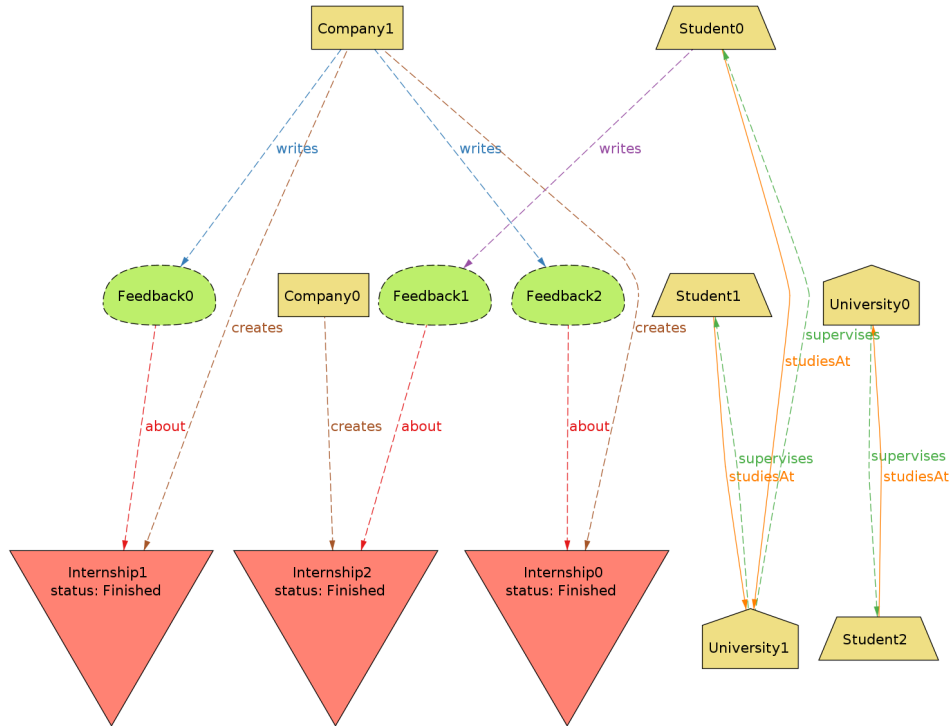 Company1
Student0
writes
writes
writes
Feedback0
Company0
Feedback1
Feedback2
Student1
University0
creates
creates
supervises
studiesAt
about
creates
about
about
supervises
supervises
studiesAt
studiesAt
Internship1
status: Finished
Internship2
status: Finished
Internship0
status: Finished
University1
Student2